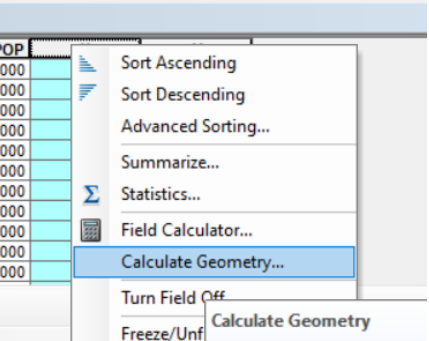 POP
000
Sort Ascending
000
000
Sort Descending
000
Advanced Sorting...
000
000
Summarize...
000
Statistics...
000
000
Field Calculator...
000
Calculate Geometry...
000
Turn Field Off
Calculate Geometry
Freeze/Unf